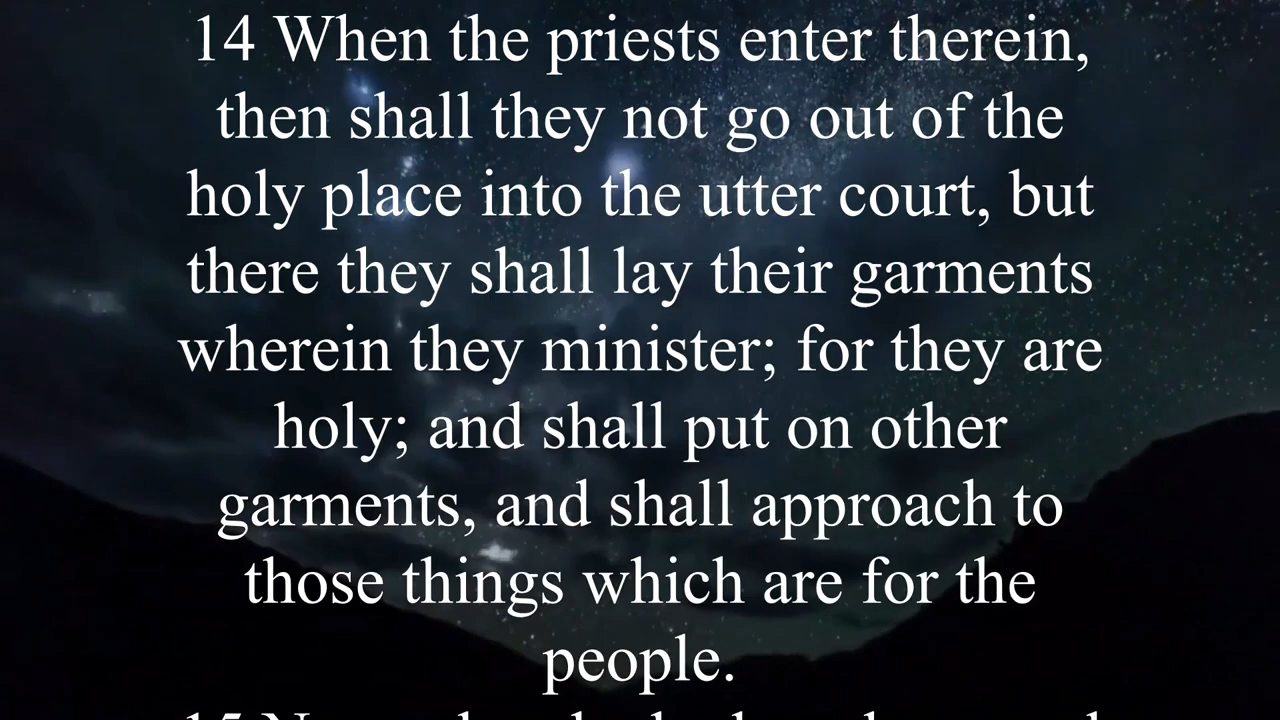 14 When the priests enter therein,
then shall they not go out of the
holy place into the utter court, but
there they shall lay their garments
wherein they minister; for they are
holy; and shall put on other
garments, and shall approach to
those things which are for the
people.
15